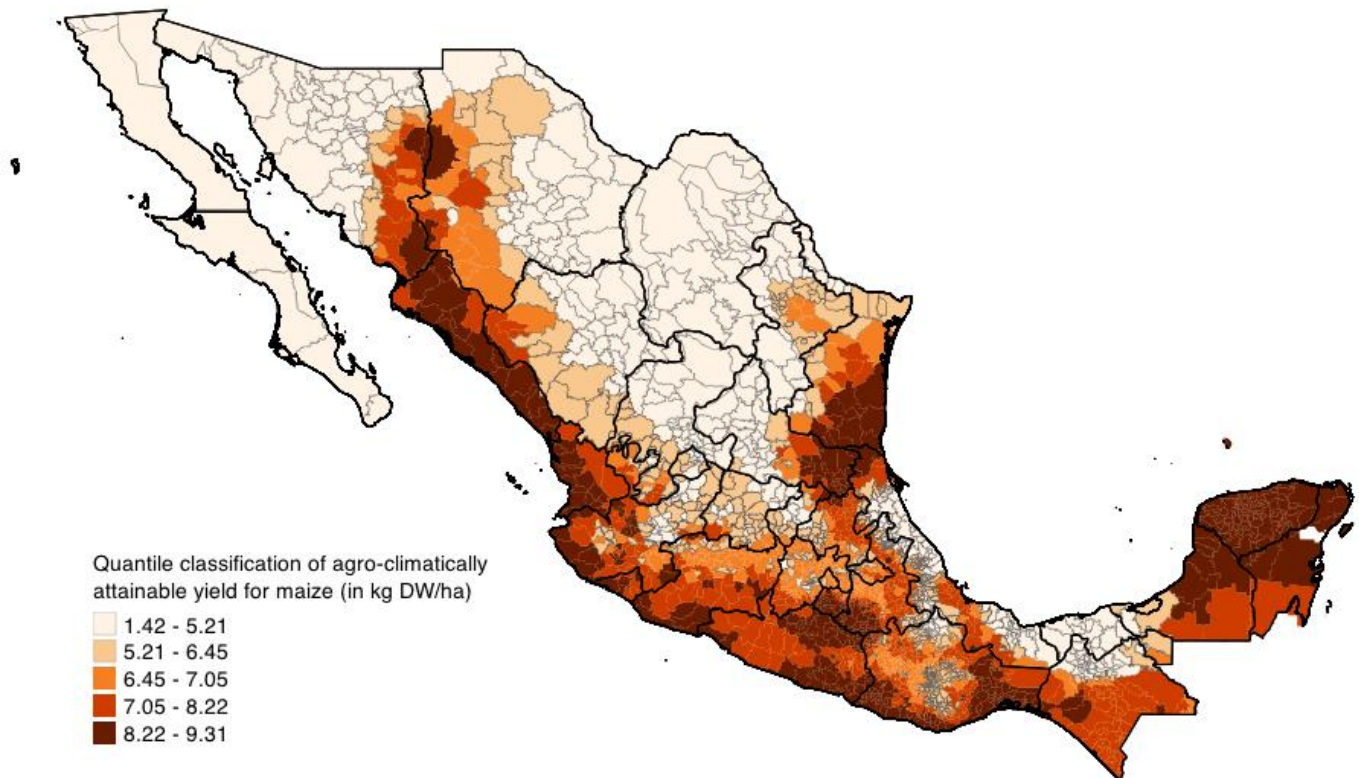 Quantile classification of agro-climatically
attainable yield for maize (in kg DW/ha)
1.42 - 5.21
5.21 - 6.45
6.45 - 7.05
7.05 - 8.22
8.22 - 9.31